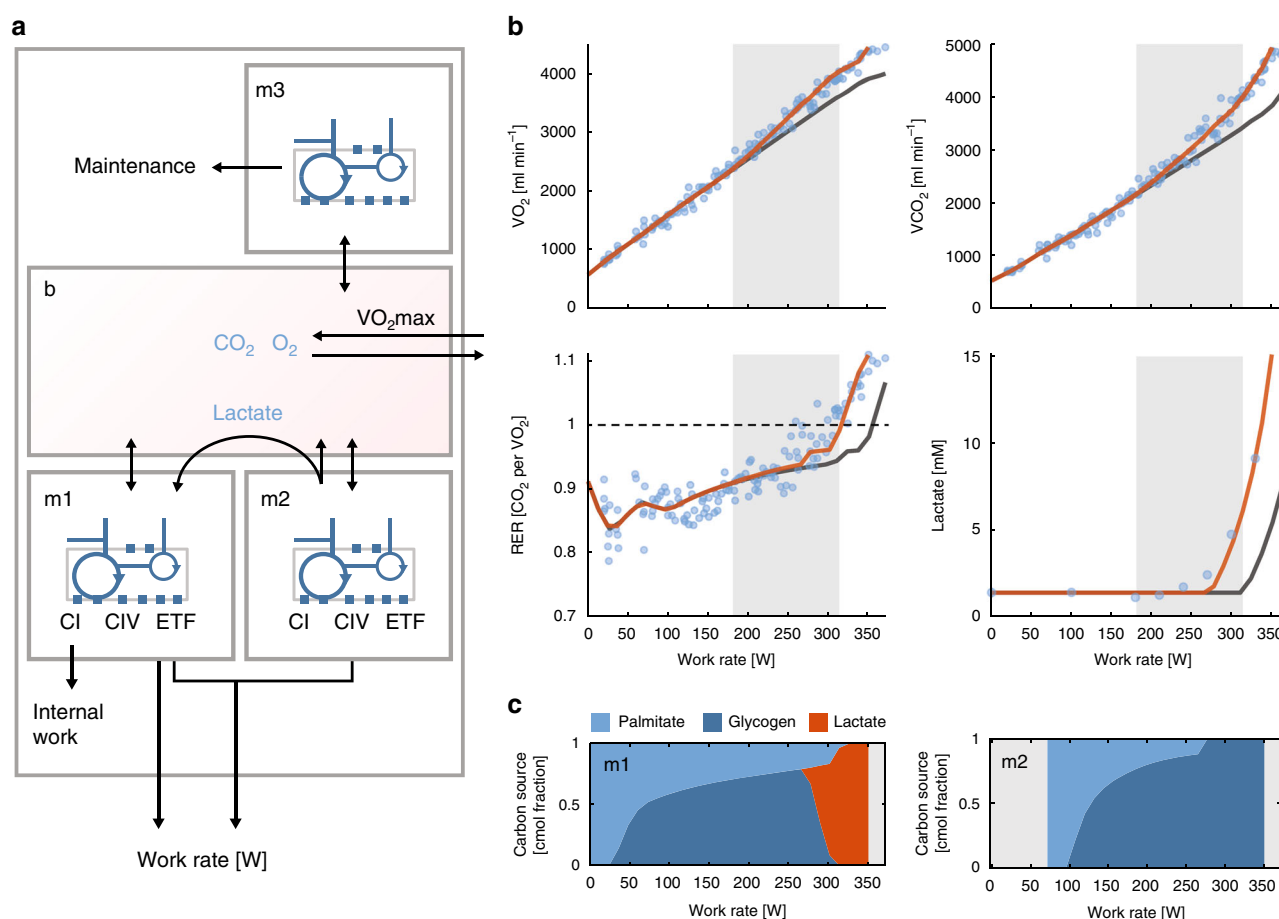 a
m3
Maintenance
b
VO2max
CO2 O2
Lactate
m1
m2
CI CIV ETF
CI CIV ETF
Internal
work
Work rate [W]
b
VO2 [ml min−1]
4000
3000
2000
1000
0
VCO2 [ml min−1]
5000
4000
3000
2000
1000
0
RER [CO2 per VO2]
1.1
1
0.9
0.8
0.7
0 50 100 150 200 250 300 350
Work rate [W]
Lactate [mM]
15
10
5
0
0 50 100 150 200 250 300 350
Work rate [W]
c
Palmitate Glycogen Lactate
Carbon source
[cmol fraction]
1
0.5
0
m1
0 50 100 150 200 250 300 350
Work rate [W]
Carbon source
[cmol fraction]
1
0.5
0
m2
0 50 100 150 200 250 300 350
Work rate [W]